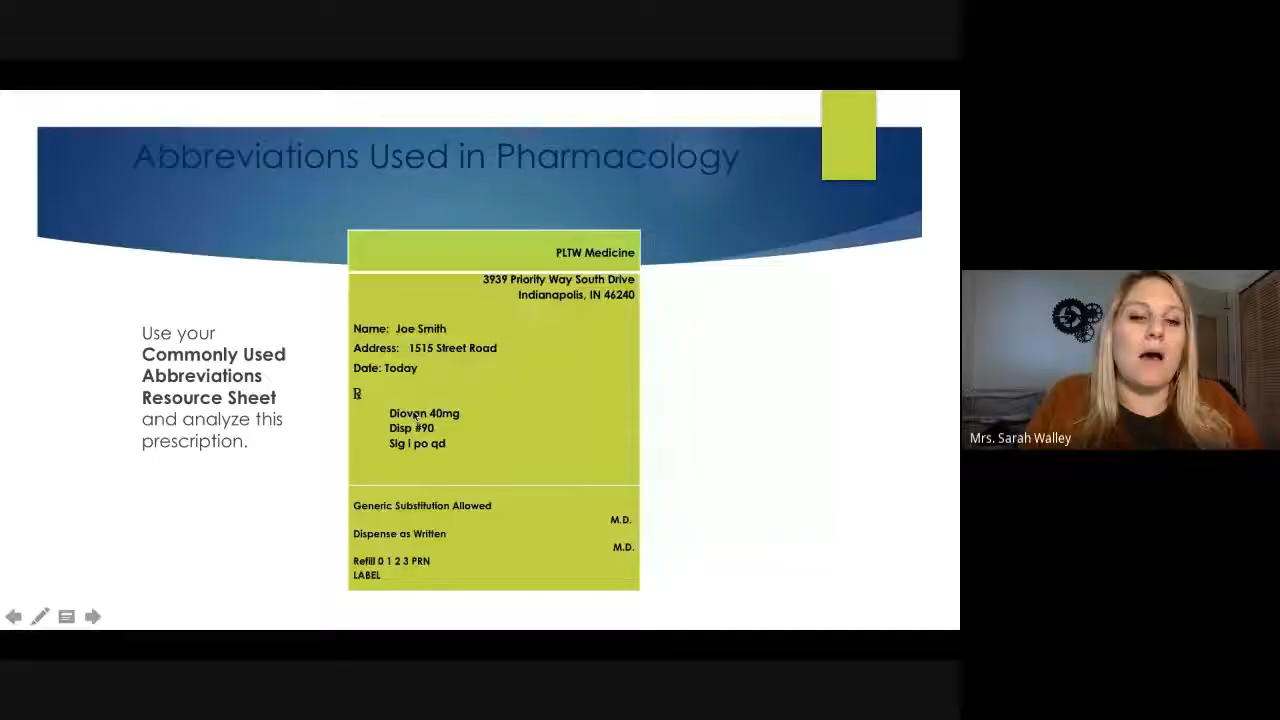 Abbreviations Used in Pharmacology
PLTW Medicine
3939 Priority Way South Drive
Indianapolis, IN 46240
Name: Joe Smith
Address: 1515 Street Road
Date: Today
℞
Diovan 40mg
Disp #90
Sig i po qd
Generic Substitution Allowed
M.D.
Dispense as Written
M.D.
Refill 0 1 2 3 PRN
LABEL
Use your
Commonly Used
Abbreviations
Resource Sheet
and analyze this
prescription.
Mrs. Sarah Walley